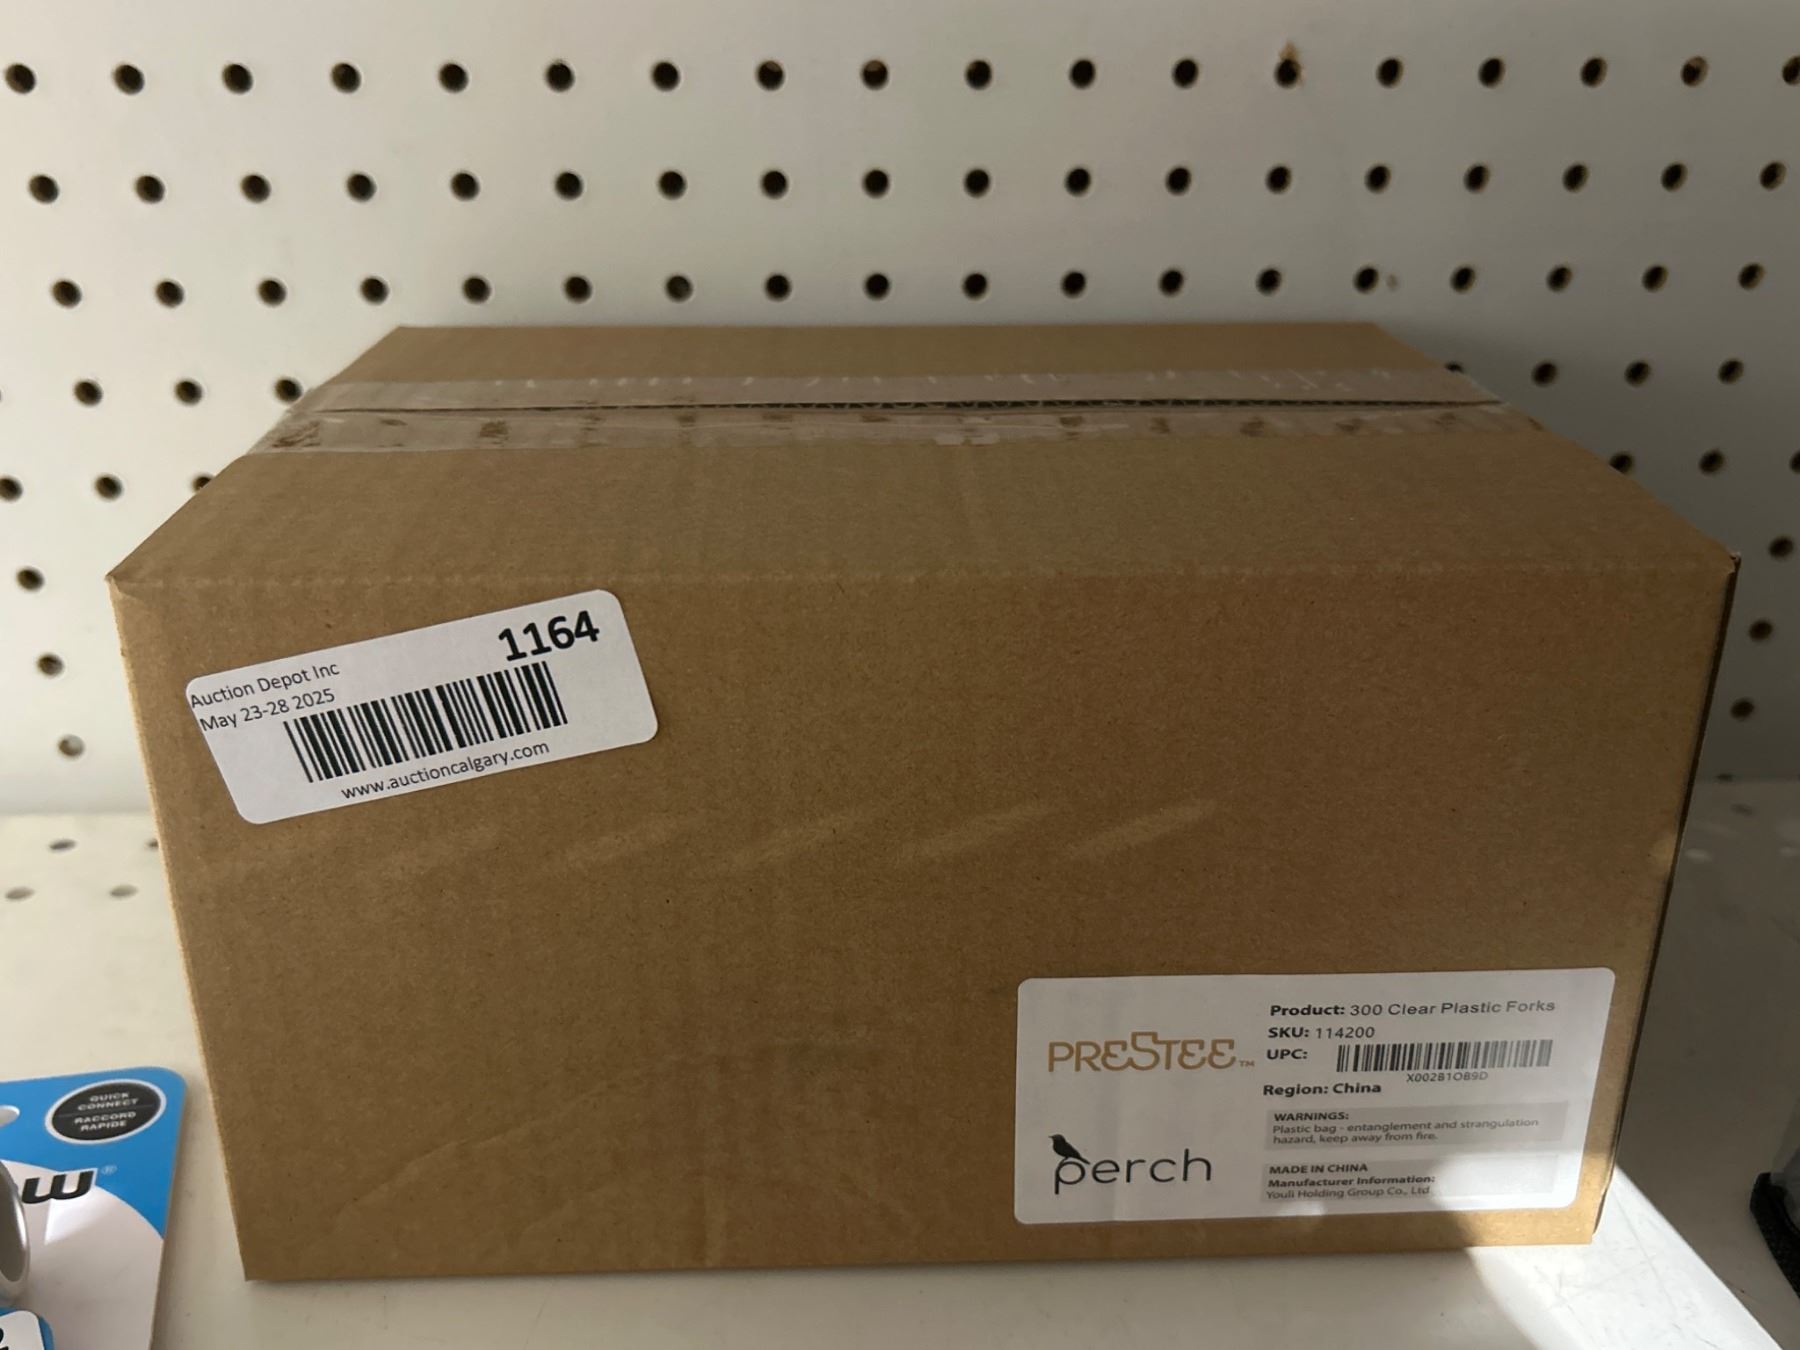 1164
Auction Depot Inc
May 23-28 2025
www.auctioncalgary.com
PRESTEE™
perch
Product: 300 Clear Plastic Forks
SKU: 114200
UPC:
X002B1OB9D
Region: China
WARNINGS:
Plastic bag - entanglement and strangulation
hazard, keep away from fire.
MADE IN CHINA
Manufacturer Information:
Youli Holding Group Co., Ltd
QUICK
CONNECT
RACCORD
RAPIDE